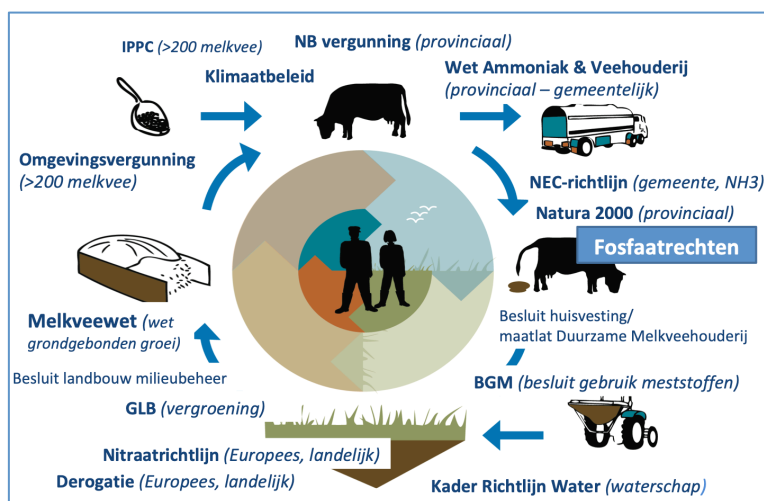 IPPC (>200 melkvee)
NB vergunning (provinciaal)
Klimaatbeleid
Wet Ammoniak & Veehouderij
(provinciaal – gemeentelijk)
Omgevingsvergunning
(>200 melkvee)
NEC-richtlijn (gemeente, NH3)
Natura 2000 (provinciaal)
Fosfaatrechten
Melkveewet (wet
grondgebonden groei)
Besluit huisvesting/
maatlat Duurzame Melkveehouderij
Besluit landbouw milieubeheer
BGM (besluit gebruik meststoffen)
GLB (vergroening)
Nitraatrichtlijn (Europees, landelijk)
Derogatie (Europees, landelijk)
Kader Richtlijn Water (waterschap)